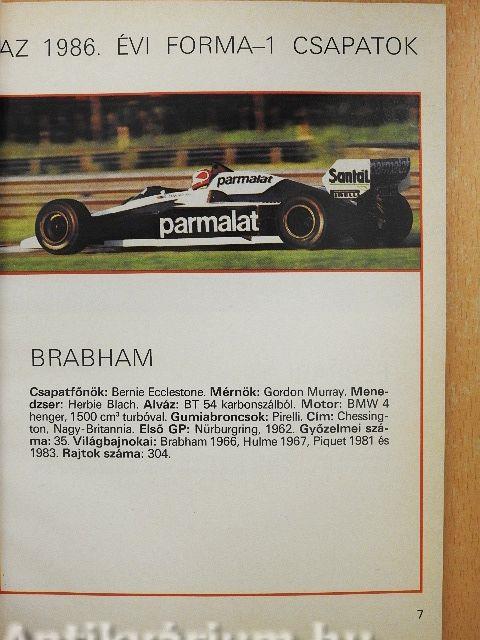 AZ 1986. ÉVI FORMA–1 CSAPATOK
parmalat
Santál
parmalat
PIRELLI
parmalat
BRABHAM
Csapatfőnök: Bernie Ecclestone. Mérnök: Gordon Murray. Mene-
dzser: Herbie Blach. Alváz: BT 54 karbonszálból. Motor: BMW 4
henger, 1500 cm³ turbóval. Gumiabroncsok: Pirelli. Cím: Chessing-
ton, Nagy-Britannia. Első GP: Nürburgring, 1962. Győzelmei szá-
ma: 35. Világbajnokai: Brabham 1966, Hulme 1967, Piquet 1981 és
1983. Rajtok száma: 304.
7
Antikvárium.hu